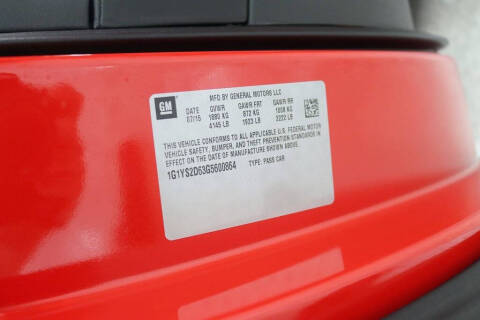 GM
MFD BY GENERAL MOTORS LLC
DATE GVWR GAWR FRT GAWR RR
07/15 1880 KG 872 KG 1008 KG
4145 LB 1923 LB 2222 LB
THIS VEHICLE CONFORMS TO ALL APPLICABLE U.S. FEDERAL MOTOR
VEHICLE SAFETY, BUMPER, AND THEFT PREVENTION STANDARDS IN
EFFECT ON THE DATE OF MANUFACTURE SHOWN ABOVE.
1G1YS2D63G5600864 TYPE: PASS CAR